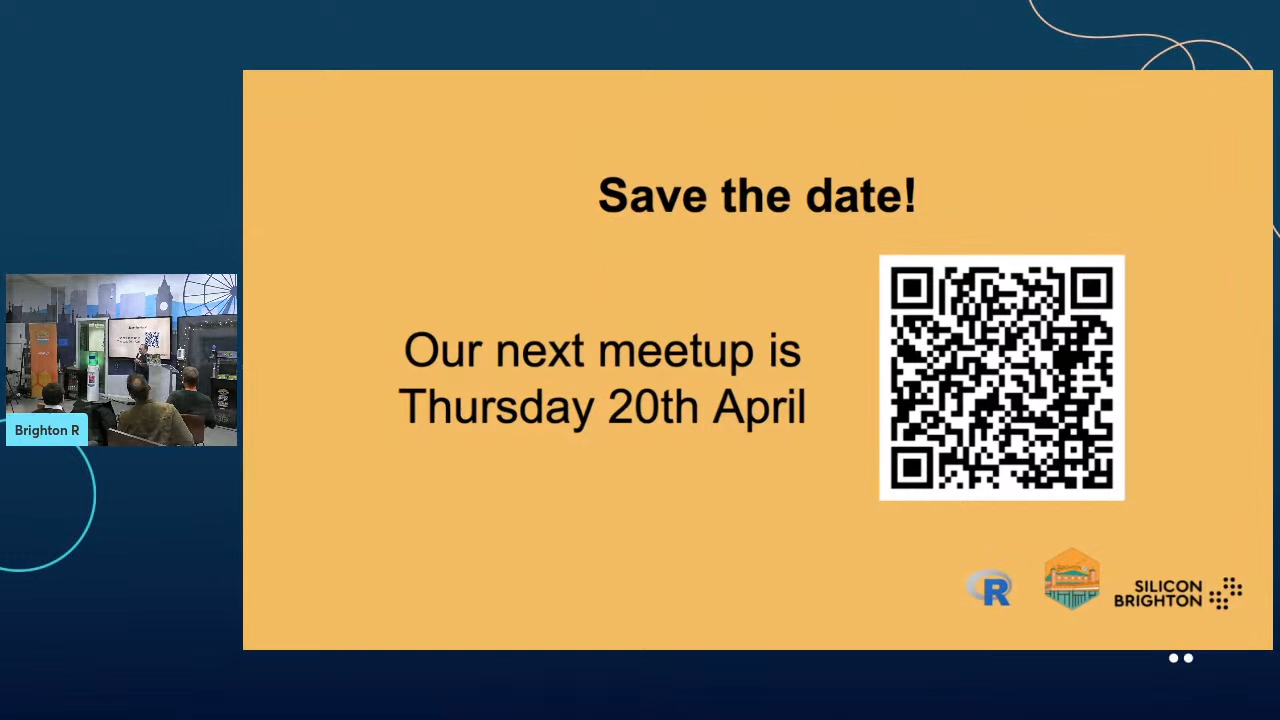 Save the date!
Our next meetup is
Thursday 20th April
Brighton R
R
SILICON
BRIGHTON